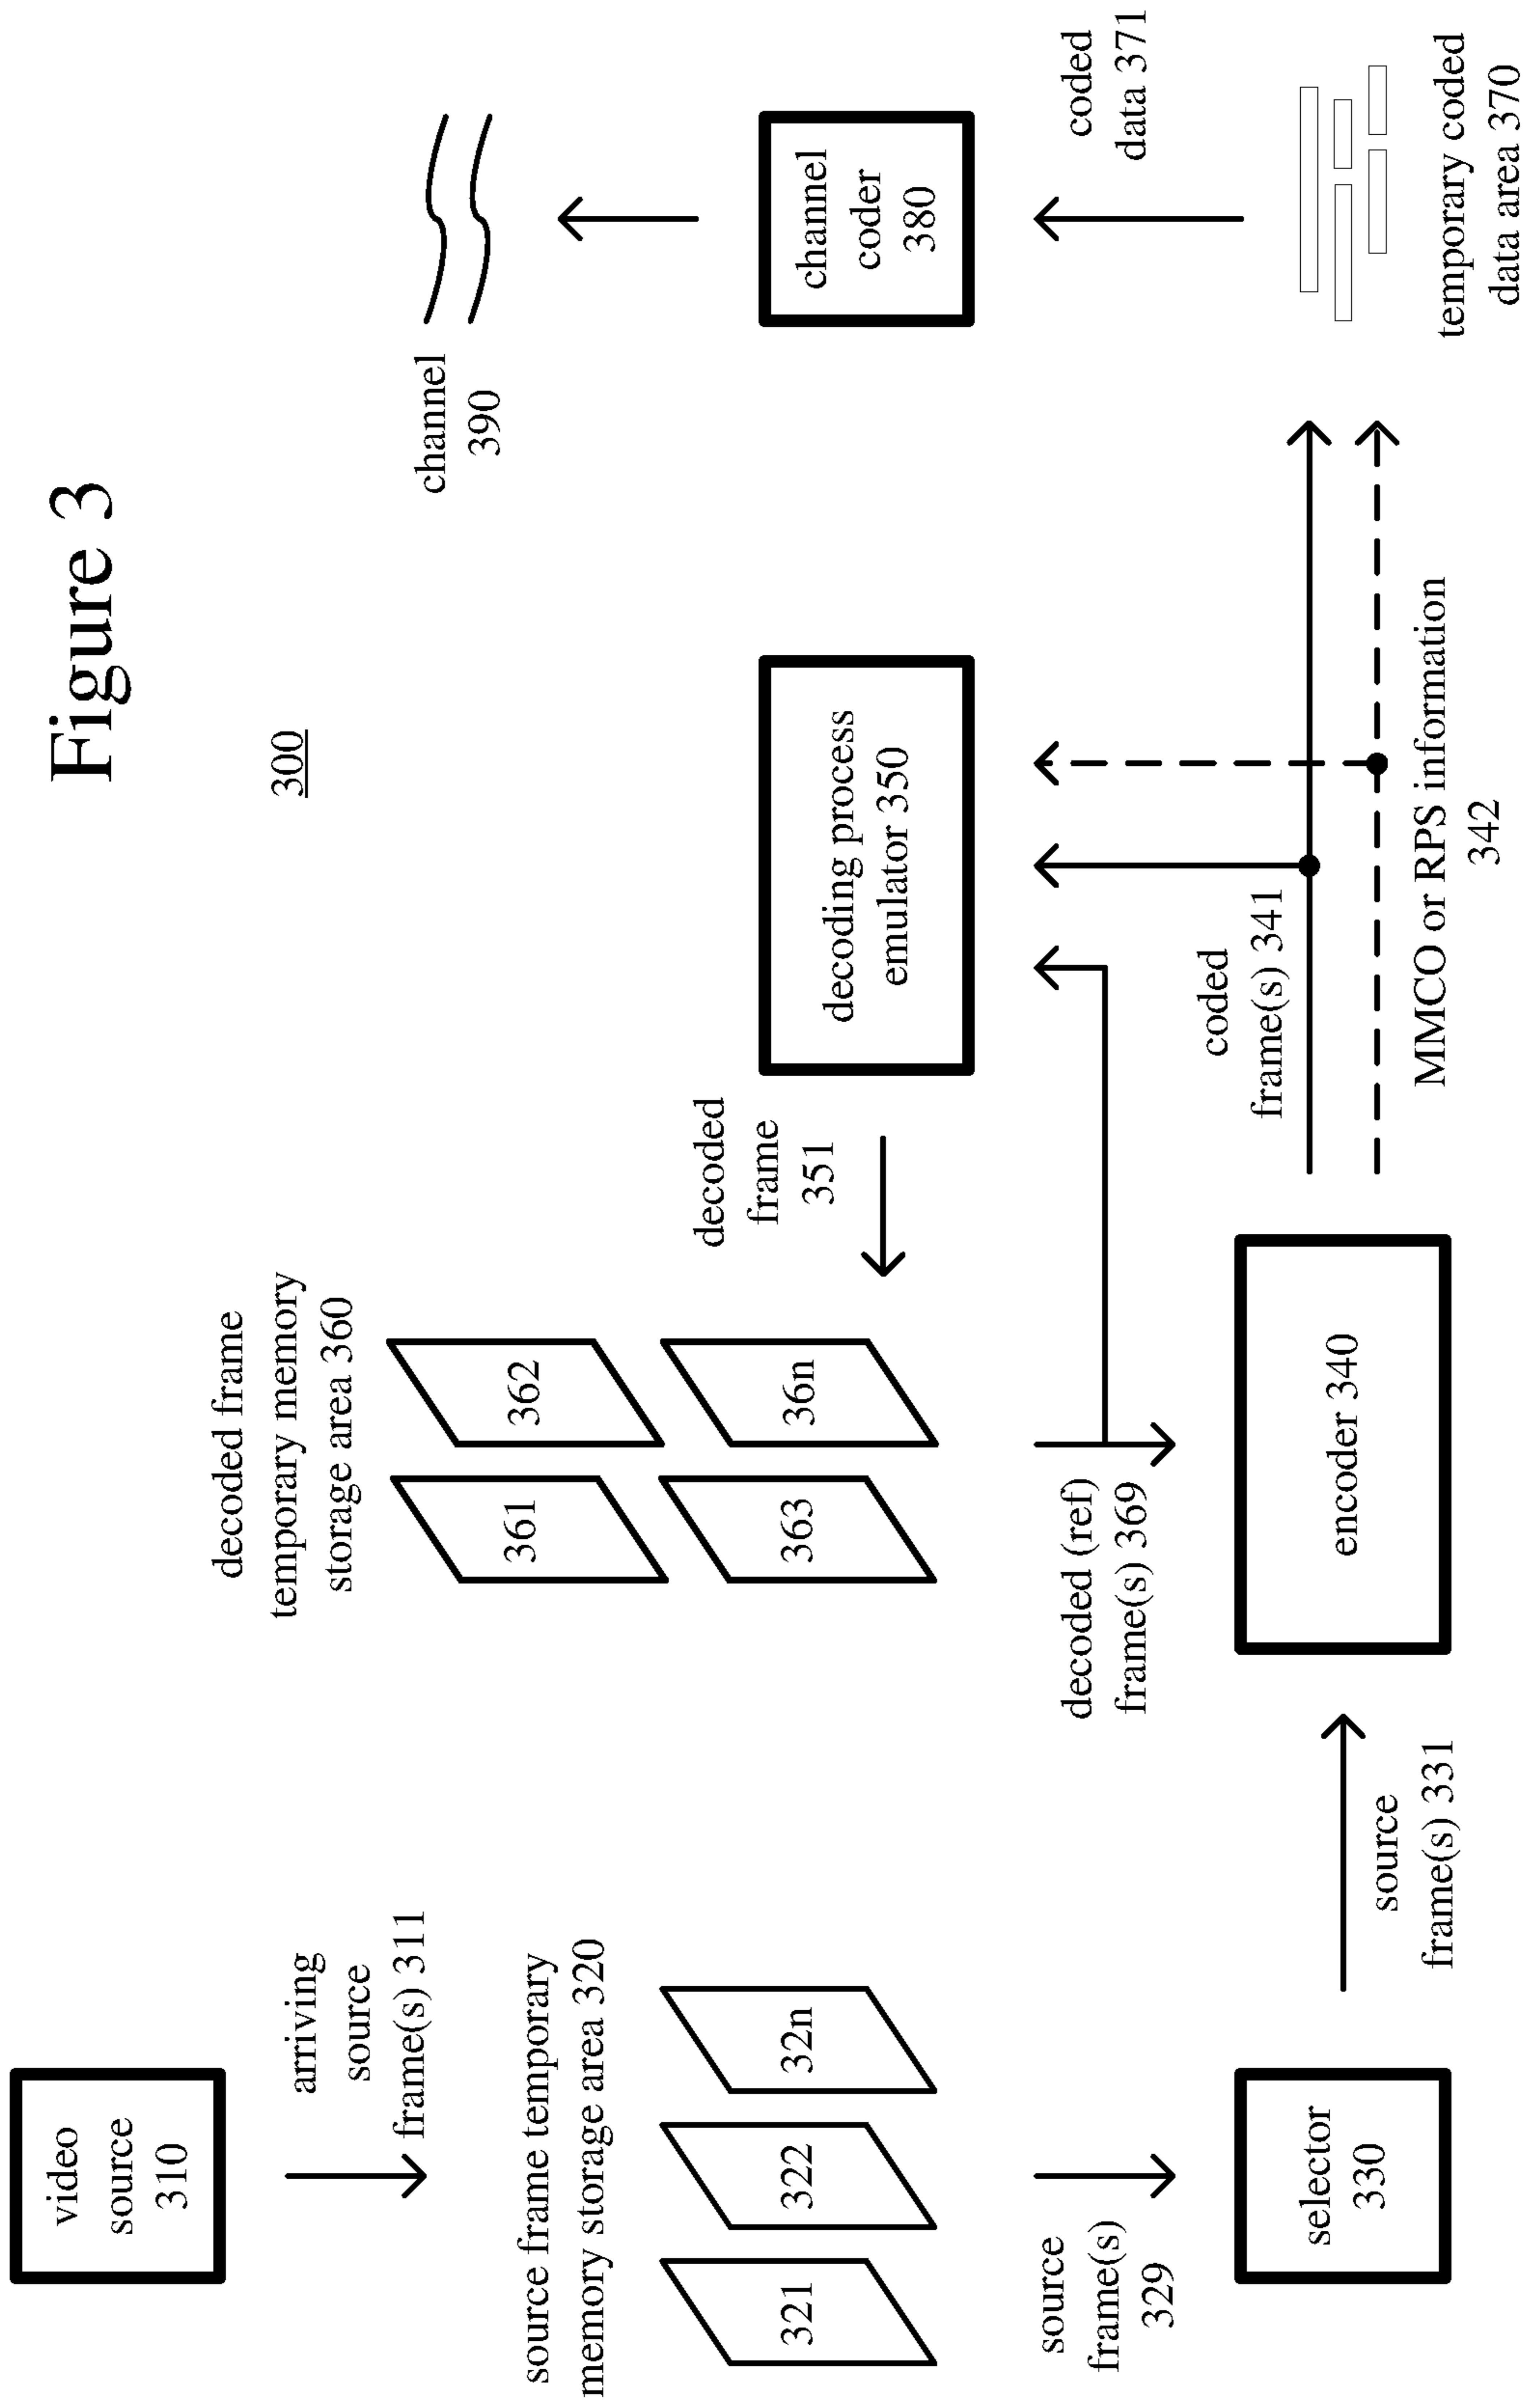 Figure 3
300
video
source
310
arriving
source
frame(s) 311
source frame temporary
memory storage area 320
321
322
32n
source
frame(s)
329
selector
330
source
frame(s) 331
decoded frame
temporary memory
storage area 360
361
362
363
36n
decoded (ref)
frame(s) 369
encoder 340
decoded
frame
351
decoding process
emulator 350
coded
frame(s) 341
MMCO or RPS information
342
channel
390
channel
coder
380
coded
data 371
temporary coded
data area 370